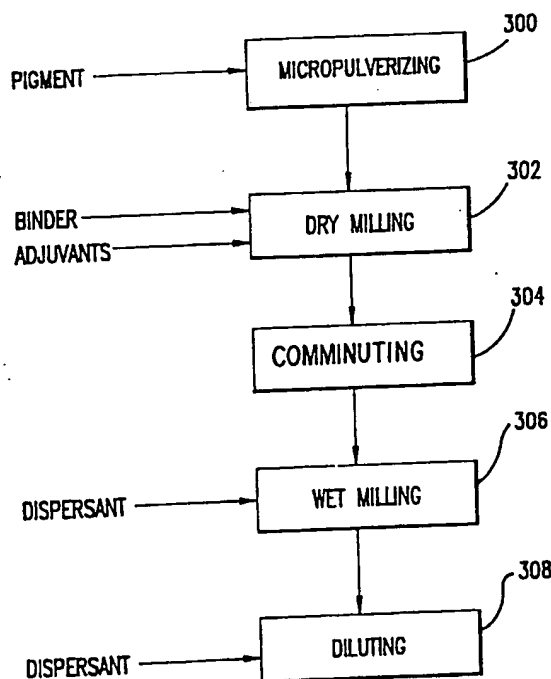 300
PIGMENT
MICROPULVERIZING
302
BINDER
DRY MILLING
ADJUVANTS
304
COMMINUTING
306
DISPERSANT
WET MILLING
308
DISPERSANT
DILUTING